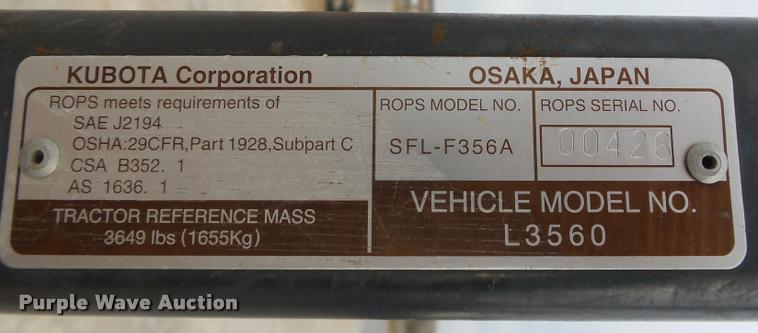 KUBOTA Corporation OSAKA, JAPAN
ROPS meets requirements of
SAE J2194
OSHA:29CFR,Part 1928,Subpart C
CSA B352. 1
AS 1636. 1
ROPS MODEL NO.
SFL-F356A
ROPS SERIAL NO.
00426
TRACTOR REFERENCE MASS
3649 lbs (1655Kg)
VEHICLE MODEL NO.
L3560
Purple Wave Auction